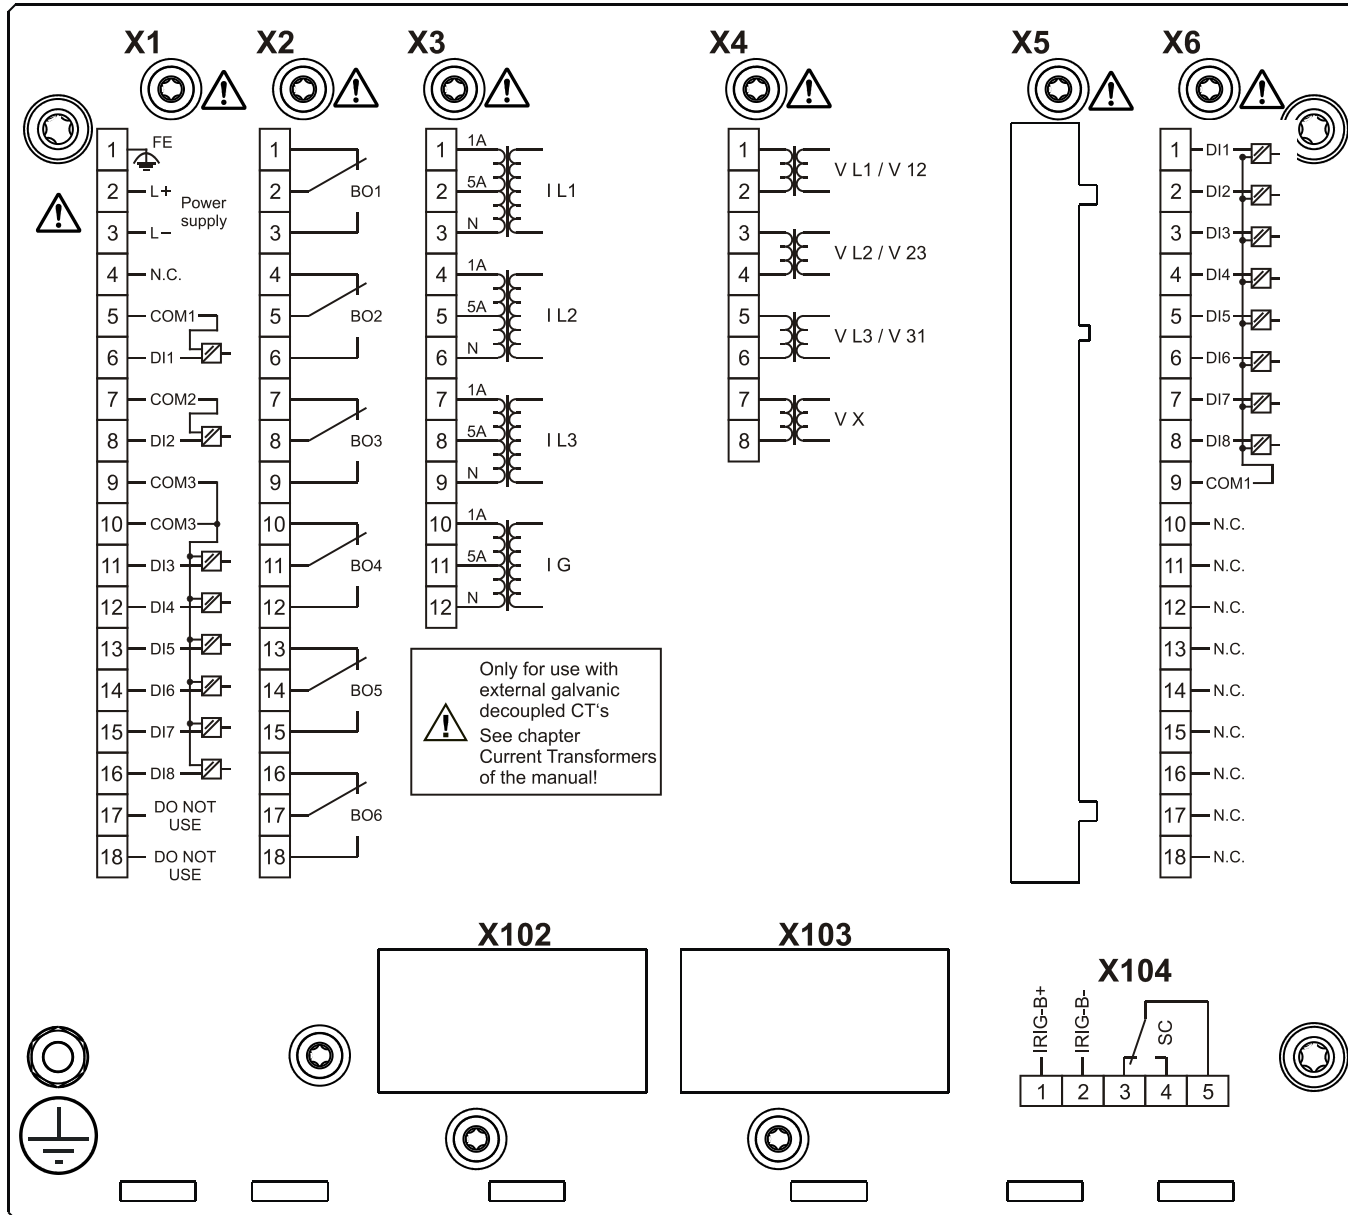 X1
X2
X3
X4
X5
X6
1 FE
2 L+ Power
supply
3 L−
4 N.C.
5 COM1
6 DI1
7 COM2
8 DI2
9 COM3
10 COM3
11 DI3
12 DI4
13 DI5
14 DI6
15 DI7
16 DI8
17 DO NOT
USE
18 DO NOT
USE
1
2 BO1
3
4
5 BO2
6
7
8 BO3
9
10
11 BO4
12
13
14 BO5
15
16
17 BO6
18
1 1A
2 5A I L1
3 N
4 1A
5 5A I L2
6 N
7 1A
8 5A I L3
9 N
10 1A
11 5A I G
12 N
Only for use with
external galvanic
decoupled CT‘s
See chapter
Current Transformers
of the manual!
1
V L1 / V 12
2
3
V L2 / V 23
4
5
V L3 / V 31
6
7
V X
8
1 DI1
2 DI2
3 DI3
4 DI4
5 DI5
6 DI6
7 DI7
8 DI8
9 COM1
10 N.C.
11 N.C.
12 N.C.
13 N.C.
14 N.C.
15 N.C.
16 N.C.
17 N.C.
18 N.C.
X102
X103
X104
IRIG-B+
IRIG-B-
SC
1 2 3 4 5